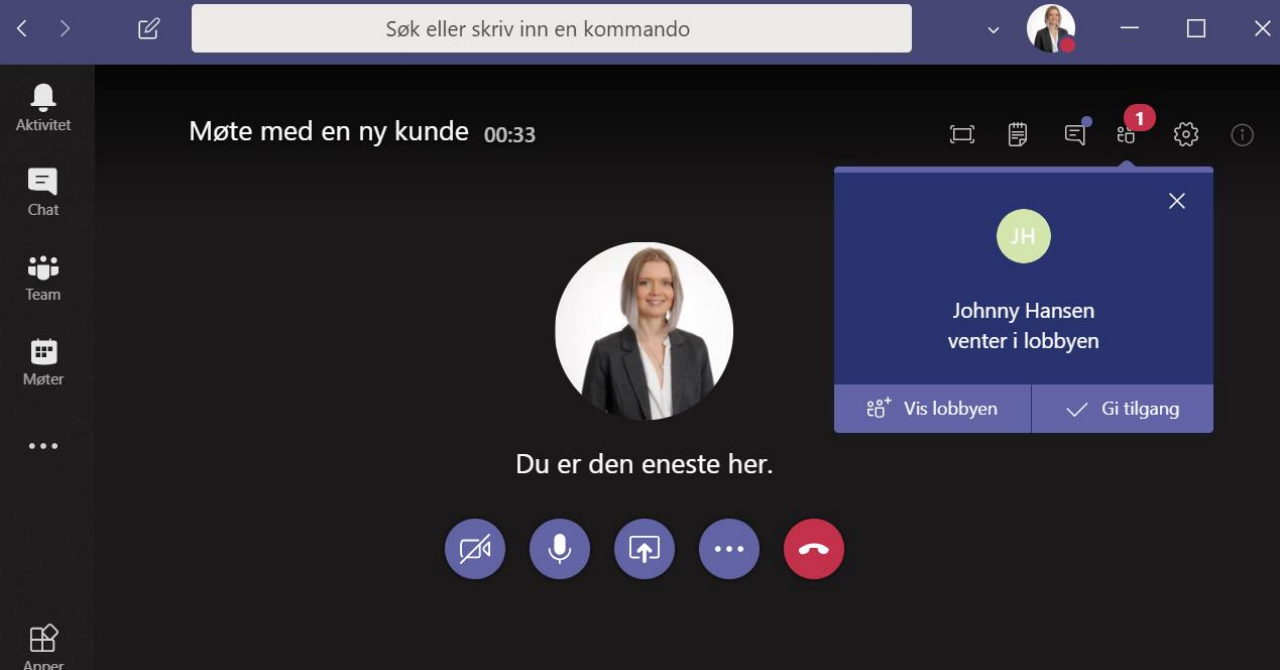 Søk eller skriv inn en kommando
Aktivitet
Chat
Team
Møter
Apper
Møte med en ny kunde 00:33
1
JH
Johnny Hansen
venter i lobbyen
Vis lobbyen
Gi tilgang
Du er den eneste her.